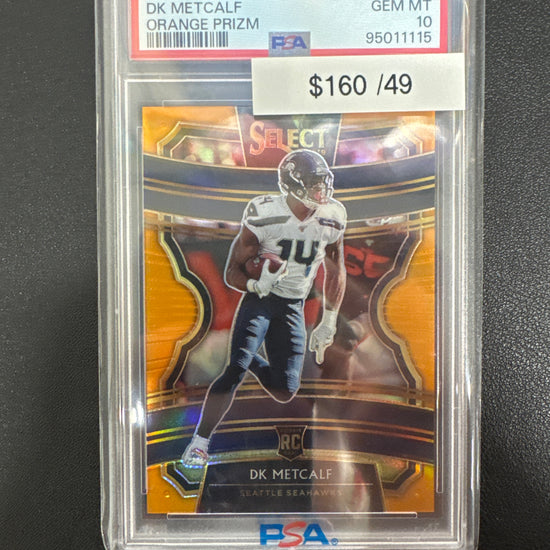 DK METCALF
ORANGE PRIZM
GEM MT
10
95011115
PSA
$160 /49
SELECT
14
RC
DK METCALF
SEATTLE SEAHAWKS
PSA